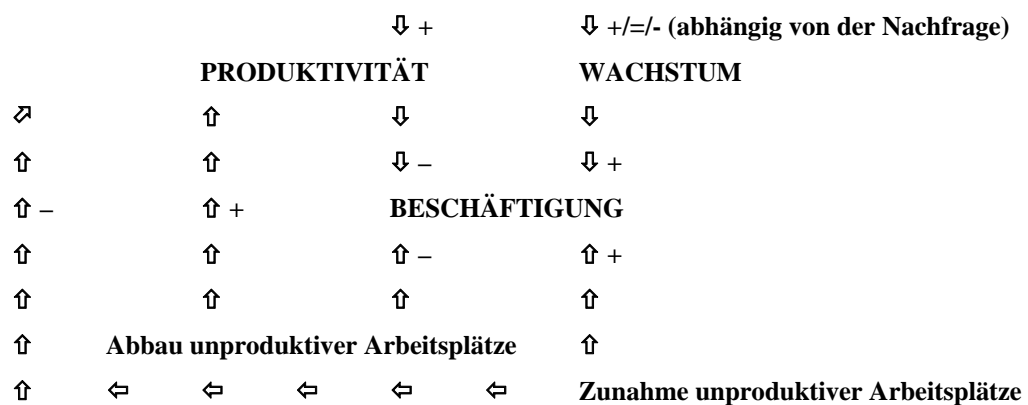 ⇩ + ⇩ +/=/- (abhängig von der Nachfrage)
PRODUKTIVITÄT WACHSTUM
⬀ ⇧ ⇩ ⇩
⇧ ⇧ ⇩ – ⇩ +
⇧ – ⇧ + BESCHÄFTIGUNG
⇧ ⇧ ⇧ – ⇧ +
⇧ ⇧ ⇧ ⇧
⇧ Abbau unproduktiver Arbeitsplätze ⇧
⇧ ⇦ ⇦ ⇦ ⇦ ⇦ Zunahme unproduktiver Arbeitsplätze